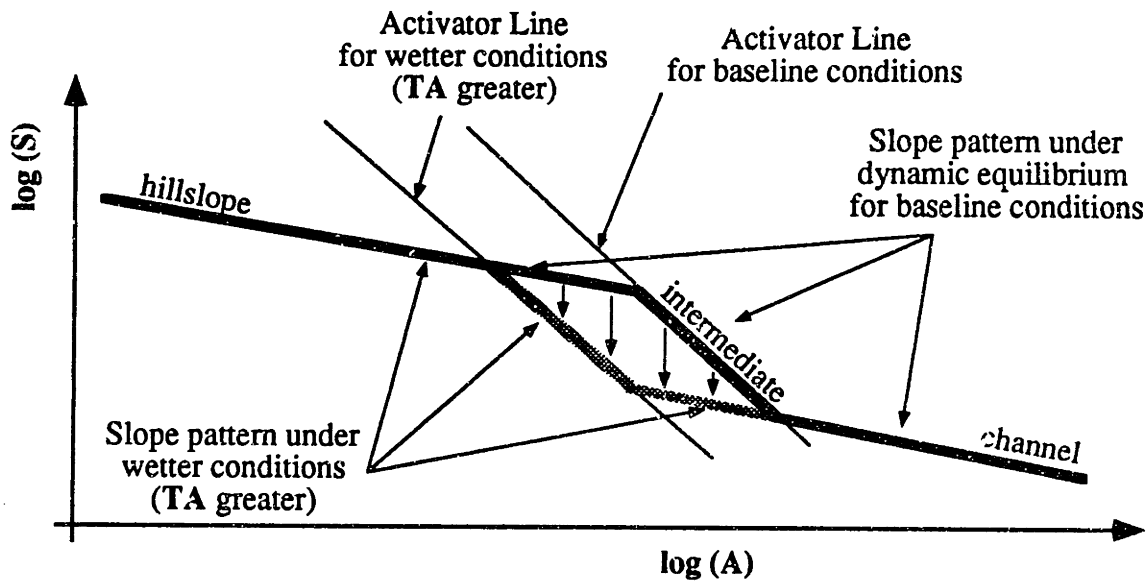 Activator Line
for wetter conditions
(TA greater)
Activator Line
for baseline conditions
Slope pattern under
dynamic equilibrium
for baseline conditions
log (S)
hillslope
intermediate
channel
Slope pattern under
wetter conditions
(TA greater)
log (A)